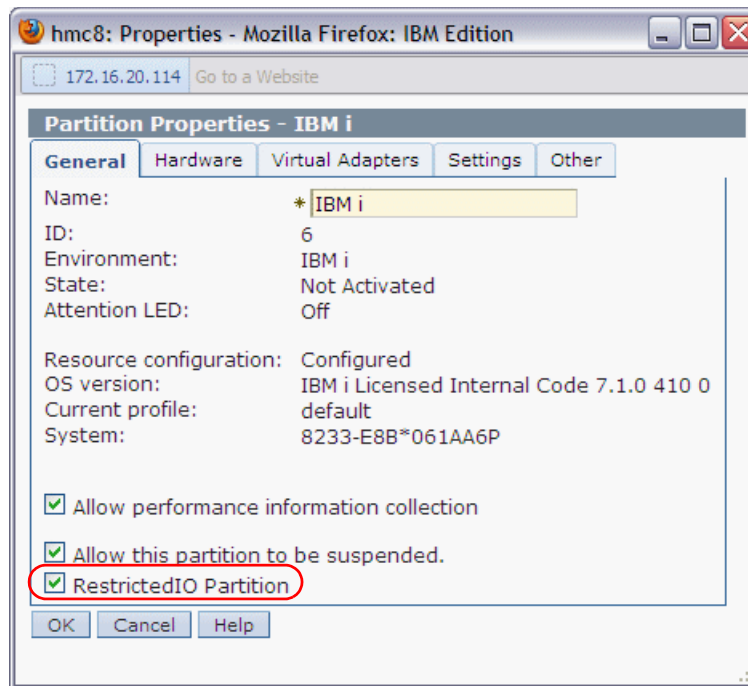 hmc8: Properties - Mozilla Firefox: IBM Edition
172.16.20.114 Go to a Website
Partition Properties - IBM i
General Hardware Virtual Adapters Settings Other
Name: * IBM i
ID: 6
Environment: IBM i
State: Not Activated
Attention LED: Off
Resource configuration: Configured
OS version: IBM i Licensed Internal Code 7.1.0 410 0
Current profile: default
System: 8233-E8B*061AA6P
Allow performance information collection
Allow this partition to be suspended.
RestrictedIO Partition
OK Cancel Help